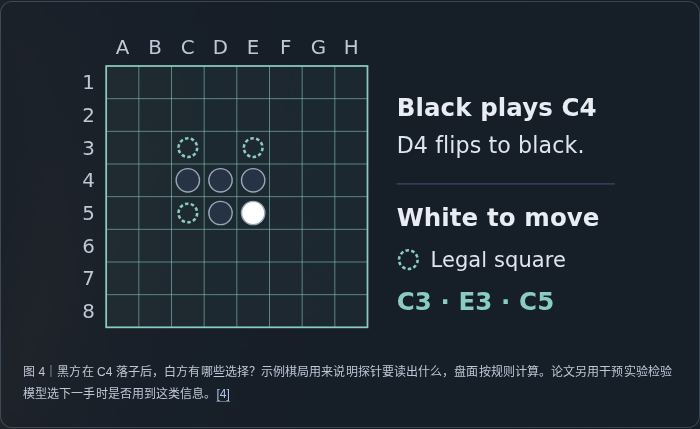 A B C D E F G H
1
2
3
4
5
6
7
8
Black plays C4
D4 flips to black.
White to move
Legal square
C3 · E3 · C5
图 4｜黑方在 C4 落子后，白方有哪些选择？示例棋局用来说明探针要读出什么，盘面按规则计算。论文另用干预实验检验
模型选下一手时是否用到这类信息。[4]